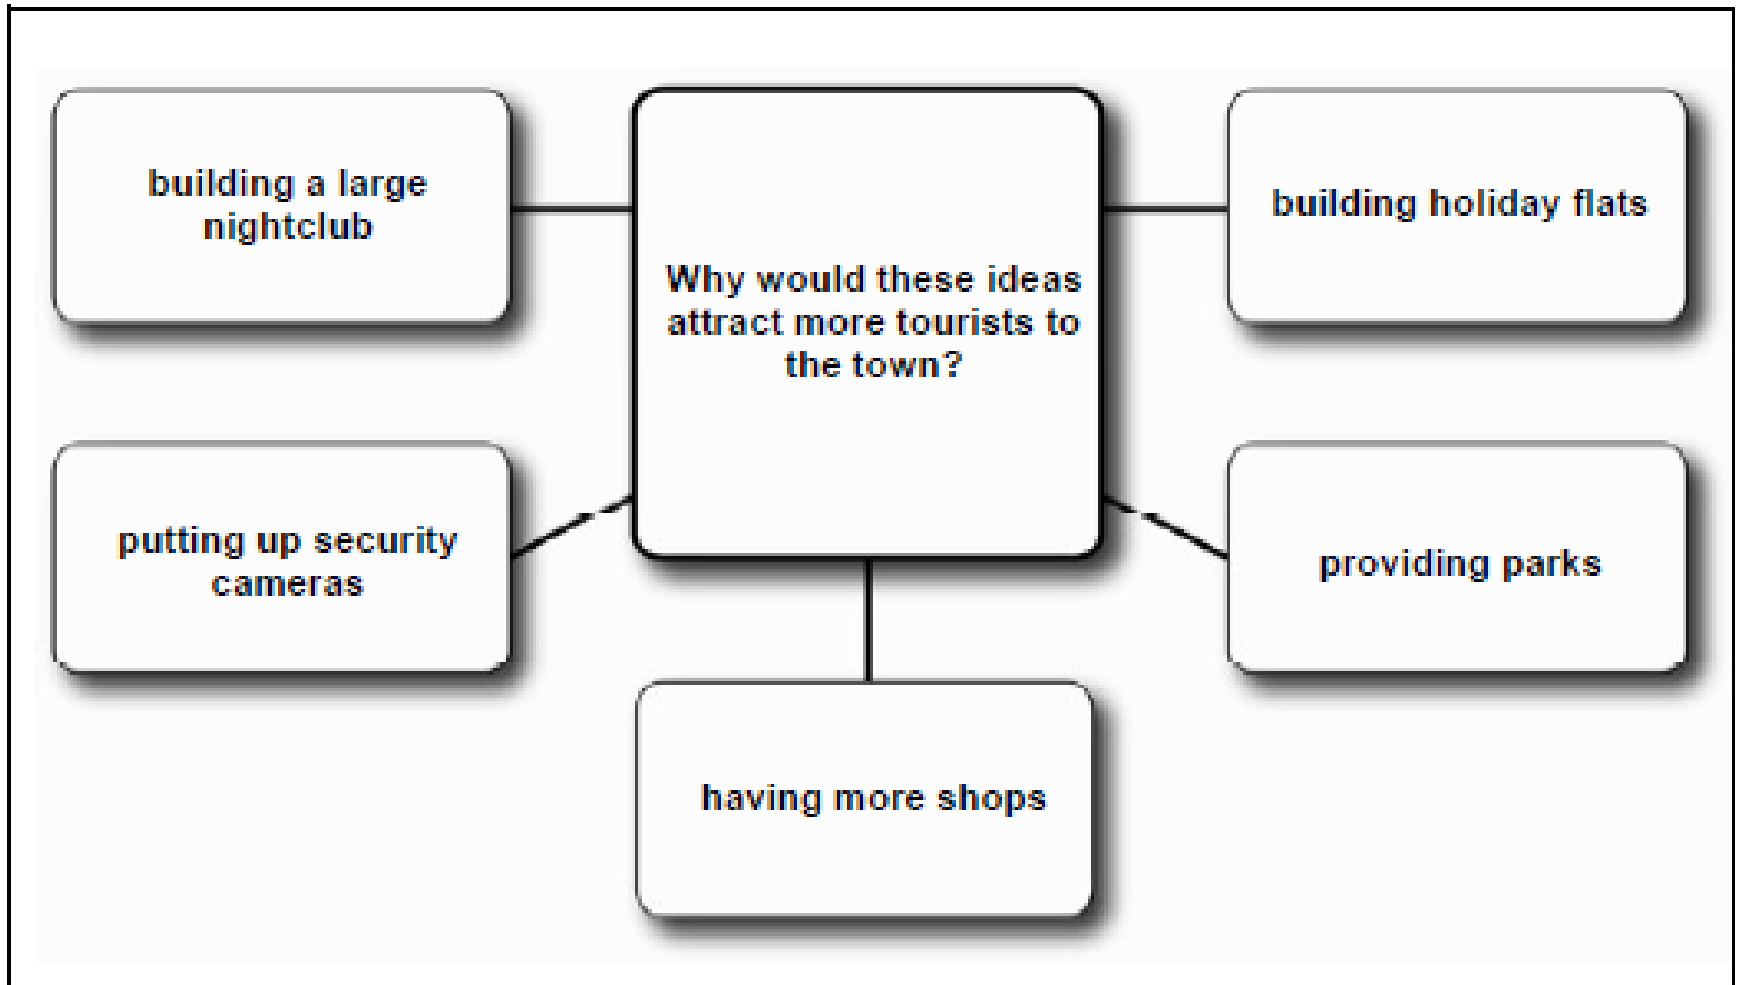 building a large
nightclub
Why would these ideas
attract more tourists to
the town?
building holiday flats
putting up security
cameras
providing parks
having more shops